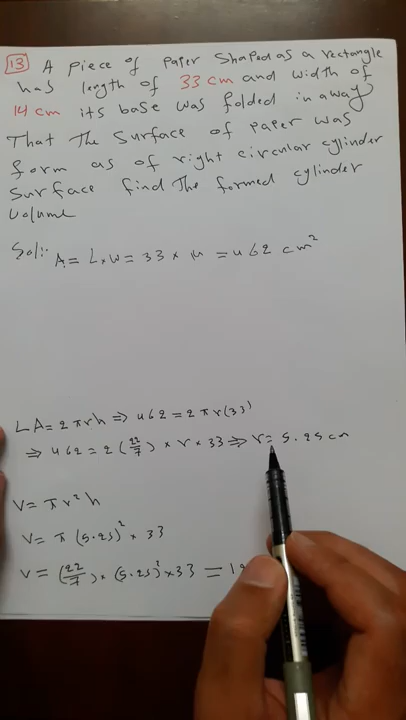 13 A piece of Paper Shaped as a rectangle
has length of 33 cm and width of
14 cm its base was folded in away
That The Surface of Paper was
form as of right circular cylinder
Surface find The formed cylinder
Volume
Sol:- A = L×W = 33 × 14 = 462 cm²
LA = 2πrh ⇒ 462 = 2πr(33)
⇒ 462 = 2(22/7) × r × 33 ⇒ r = 5.25 cm
V = πr²h
V = π(5.25)² × 33
V = (22/7) × (5.25)² × 33 =